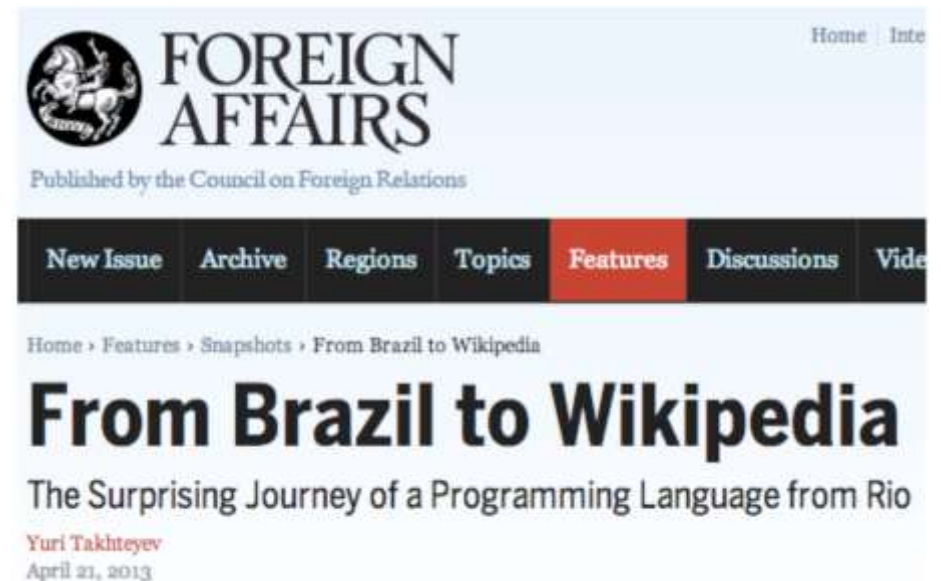 Home Inte
FOREIGN
AFFAIRS
Published by the Council on Foreign Relations
New Issue Archive Regions Topics Features Discussions Vide
Home › Features › Snapshots › From Brazil to Wikipedia
From Brazil to Wikipedia
The Surprising Journey of a Programming Language from Rio
Yuri Takhteyev
April 21, 2013